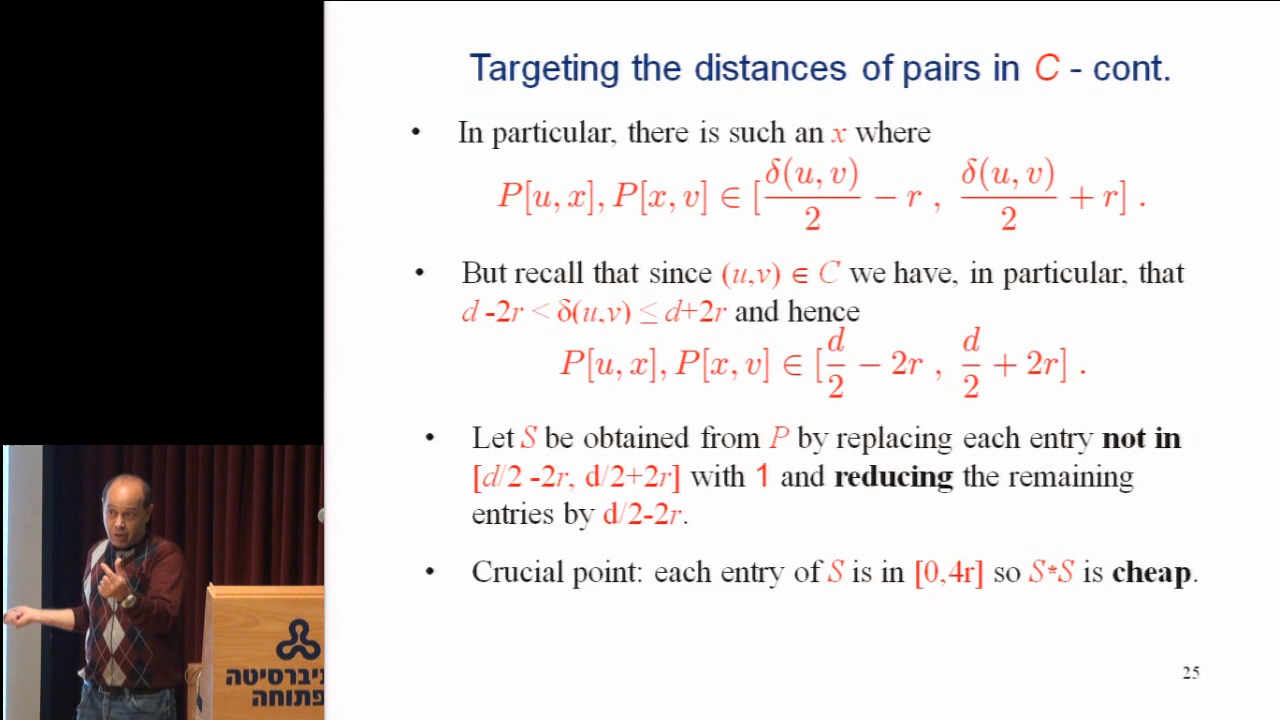 Targeting the distances of pairs in C - cont.
• In particular, there is such an x where
P[u, x], P[x, v] ∈ [δ(u, v)/2 − r , δ(u, v)/2 + r] .
• But recall that since (u,v) ∈ C we have, in particular, that
d -2r < δ(u,v) ≤ d+2r and hence
P[u, x], P[x, v] ∈ [d/2 − 2r , d/2 + 2r] .
• Let S be obtained from P by replacing each entry not in
[d/2 -2r, d/2+2r] with 1 and reducing the remaining
entries by d/2-2r.
• Crucial point: each entry of S is in [0,4r] so S*S is cheap.
ניברסיטה
פתוחה
25